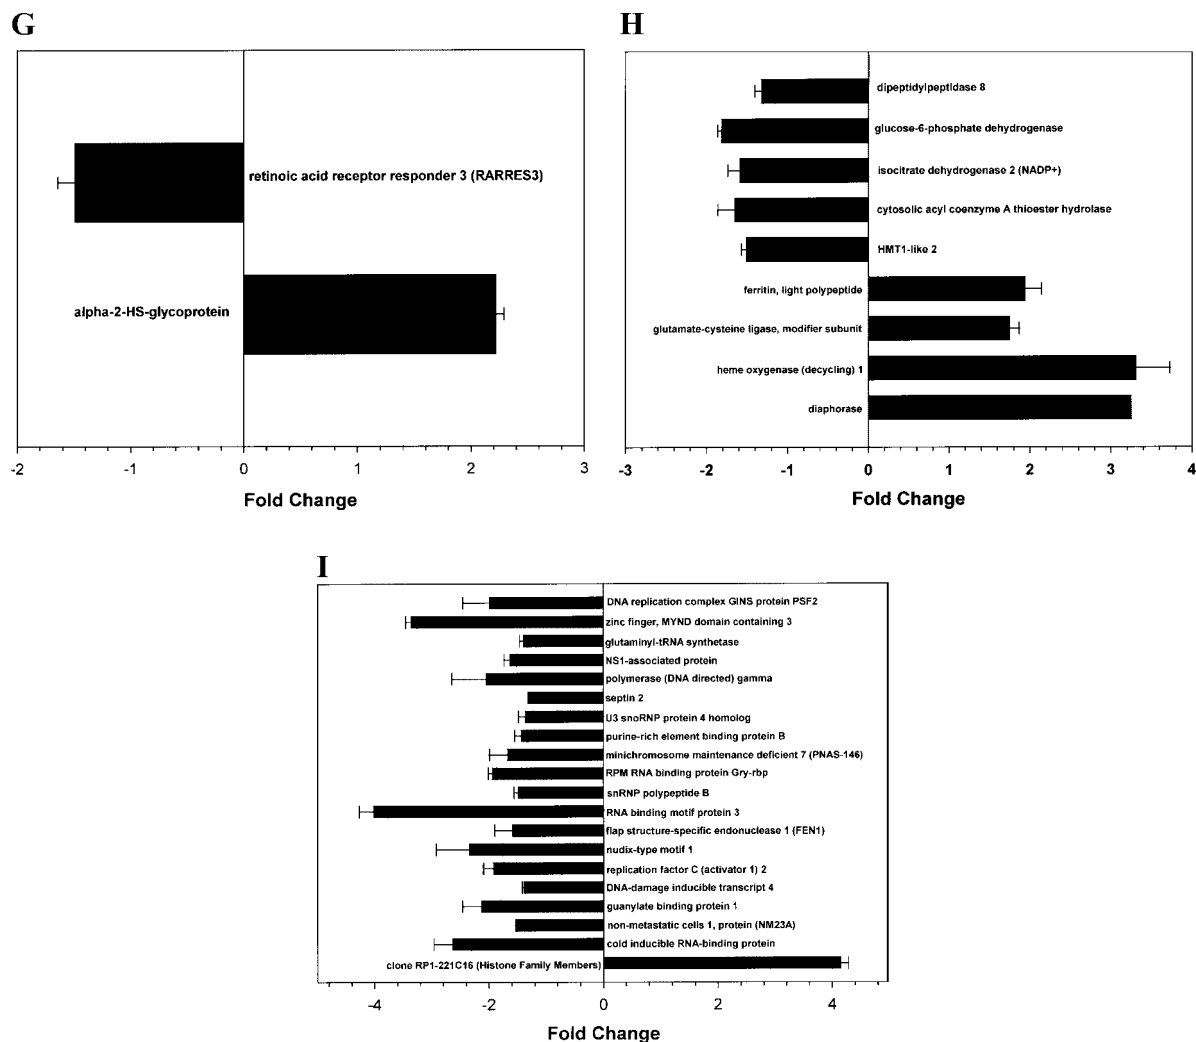 G
retinoic acid receptor responder 3 (RARRES3)
alpha-2-HS-glycoprotein
-2 -1 0 1 2 3
Fold Change
H
dipeptidylpeptidase 8
glucose-6-phosphate dehydrogenase
isocitrate dehydrogenase 2 (NADP+)
cytosolic acyl coenzyme A thioester hydrolase
HMT1-like 2
ferritin, light polypeptide
glutamate-cysteine ligase, modifier subunit
heme oxygenase (decycling) 1
diaphorase
-3 -2 -1 0 1 2 3 4
Fold Change
I
DNA replication complex GINS protein PSF2
zinc finger, MYND domain containing 3
glutaminyl-tRNA synthetase
NS1-associated protein
polymerase (DNA directed) gamma
septin 2
U3 snoRNP protein 4 homolog
purine-rich element binding protein B
minichromosome maintenance deficient 7 (PNAS-146)
RPM RNA binding protein Gry-rbp
snRNP polypeptide B
RNA binding motif protein 3
flap structure-specific endonuclease 1 (FEN1)
nudix-type motif 1
replication factor C (activator 1) 2
DNA-damage inducible transcript 4
guanylate binding protein 1
non-metastatic cells 1, protein (NM23A)
cold inducible RNA-binding protein
clone RP1-221C16 (Histone Family Members)
-4 -2 0 2 4
Fold Change